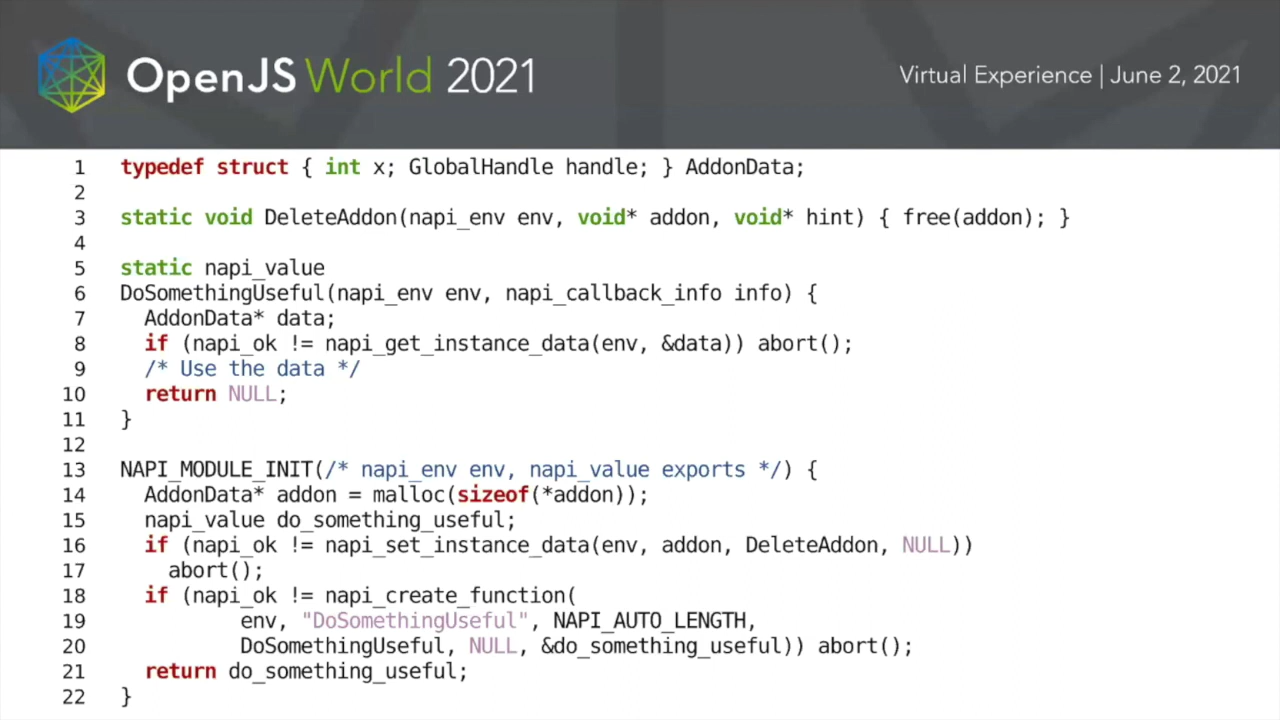 OpenJS World 2021
Virtual Experience | June 2, 2021
1 typedef struct { int x; GlobalHandle handle; } AddonData;
2
3 static void DeleteAddon(napi_env env, void* addon, void* hint) { free(addon); }
4
5 static napi_value
6 DoSomethingUseful(napi_env env, napi_callback_info info) {
7   AddonData* data;
8   if (napi_ok != napi_get_instance_data(env, &data)) abort();
9   /* Use the data */
10   return NULL;
11 }
12
13 NAPI_MODULE_INIT(/* napi_env env, napi_value exports */) {
14   AddonData* addon = malloc(sizeof(*addon));
15   napi_value do_something_useful;
16   if (napi_ok != napi_set_instance_data(env, addon, DeleteAddon, NULL))
17     abort();
18   if (napi_ok != napi_create_function(
19           env, "DoSomethingUseful", NAPI_AUTO_LENGTH,
20           DoSomethingUseful, NULL, &do_something_useful)) abort();
21   return do_something_useful;
22 }